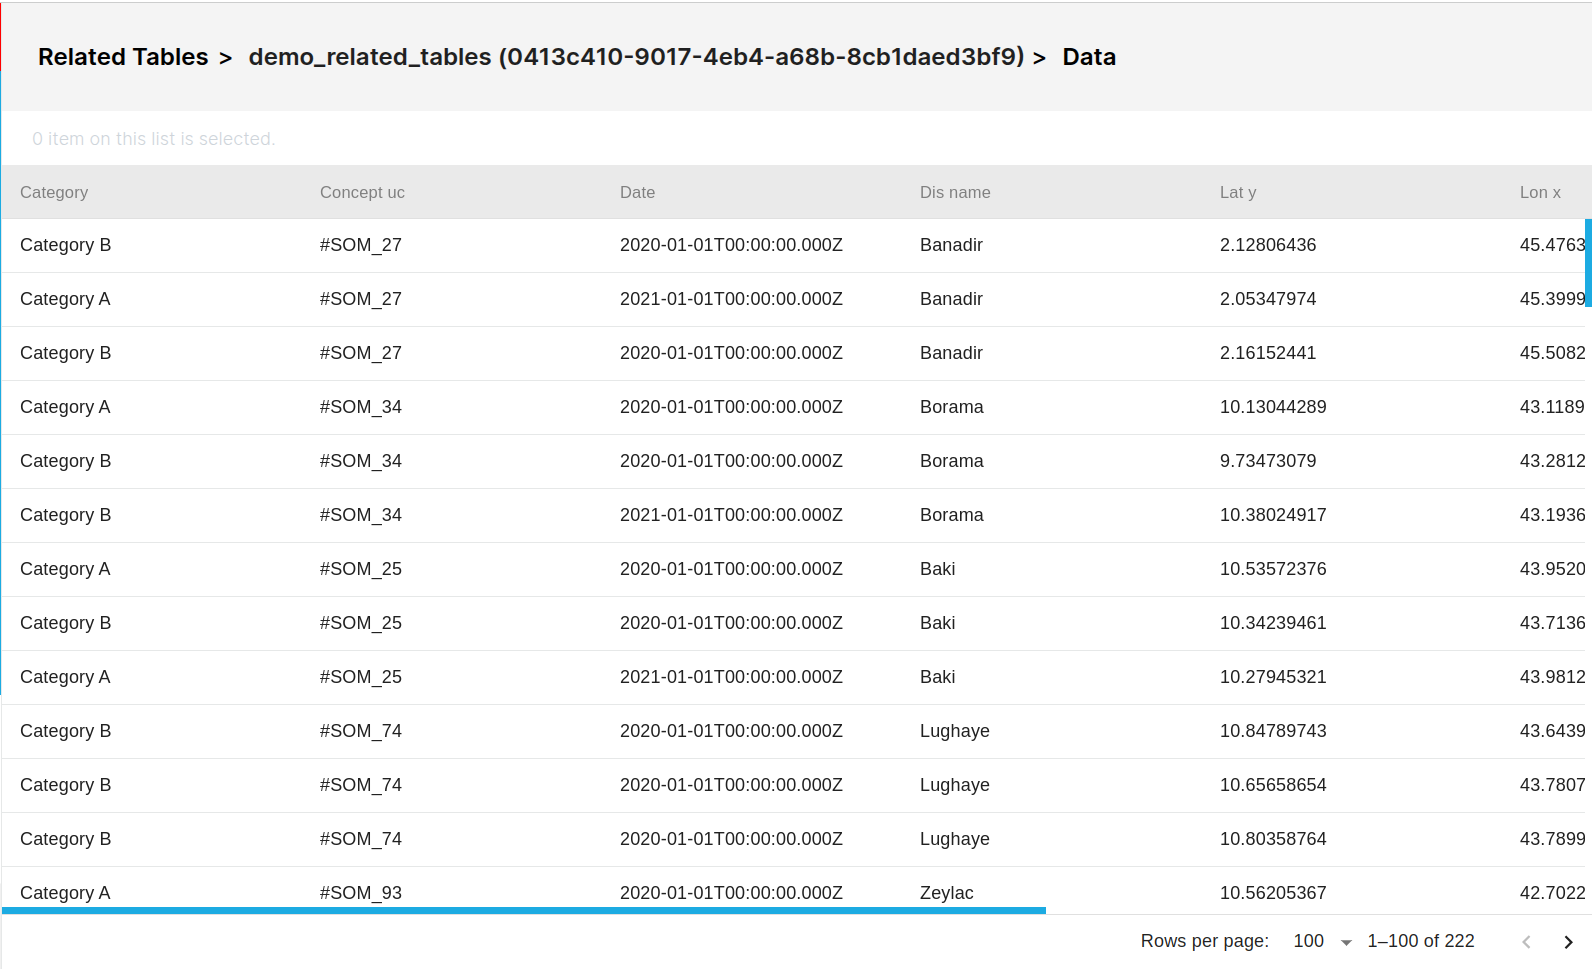 Related Tables > demo_related_tables (0413c410-9017-4eb4-a68b-8cb1daed3bf9) > Data
0 item on this list is selected.
Category Concept uc Date Dis name Lat y Lon x
Category B #SOM_27 2020-01-01T00:00:00.000Z Banadir 2.12806436 45.4763
Category A #SOM_27 2021-01-01T00:00:00.000Z Banadir 2.05347974 45.3999
Category B #SOM_27 2020-01-01T00:00:00.000Z Banadir 2.16152441 45.5082
Category A #SOM_34 2020-01-01T00:00:00.000Z Borama 10.13044289 43.1189
Category B #SOM_34 2020-01-01T00:00:00.000Z Borama 9.73473079 43.2812
Category B #SOM_34 2021-01-01T00:00:00.000Z Borama 10.38024917 43.1936
Category A #SOM_25 2020-01-01T00:00:00.000Z Baki 10.53572376 43.9520
Category B #SOM_25 2020-01-01T00:00:00.000Z Baki 10.34239461 43.7136
Category A #SOM_25 2021-01-01T00:00:00.000Z Baki 10.27945321 43.9812
Category B #SOM_74 2020-01-01T00:00:00.000Z Lughaye 10.84789743 43.6439
Category B #SOM_74 2020-01-01T00:00:00.000Z Lughaye 10.65658654 43.7807
Category B #SOM_74 2020-01-01T00:00:00.000Z Lughaye 10.80358764 43.7899
Category A #SOM_93 2020-01-01T00:00:00.000Z Zeylac 10.56205367 42.7022
Rows per page: 100 1–100 of 222